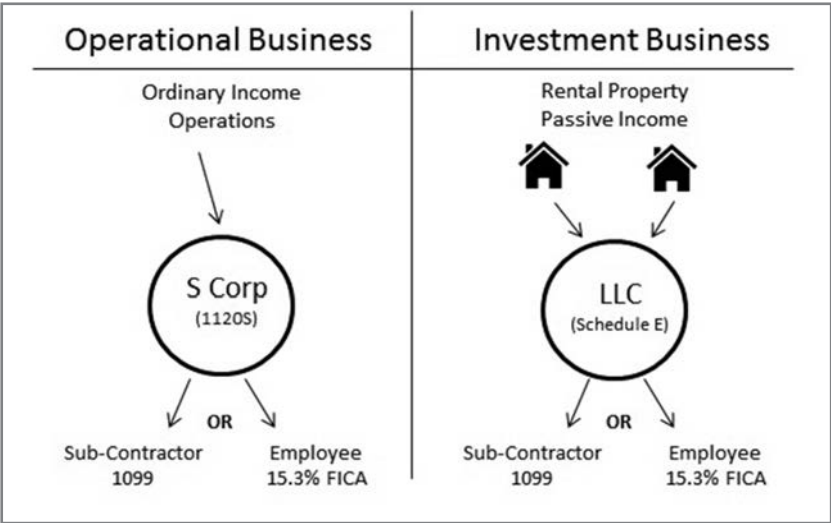 Operational Business
Ordinary Income
Operations
S Corp
(1120S)
OR
Sub-Contractor
1099
Employee
15.3% FICA
Investment Business
Rental Property
Passive Income
LLC
(Schedule E)
OR
Sub-Contractor
1099
Employee
15.3% FICA